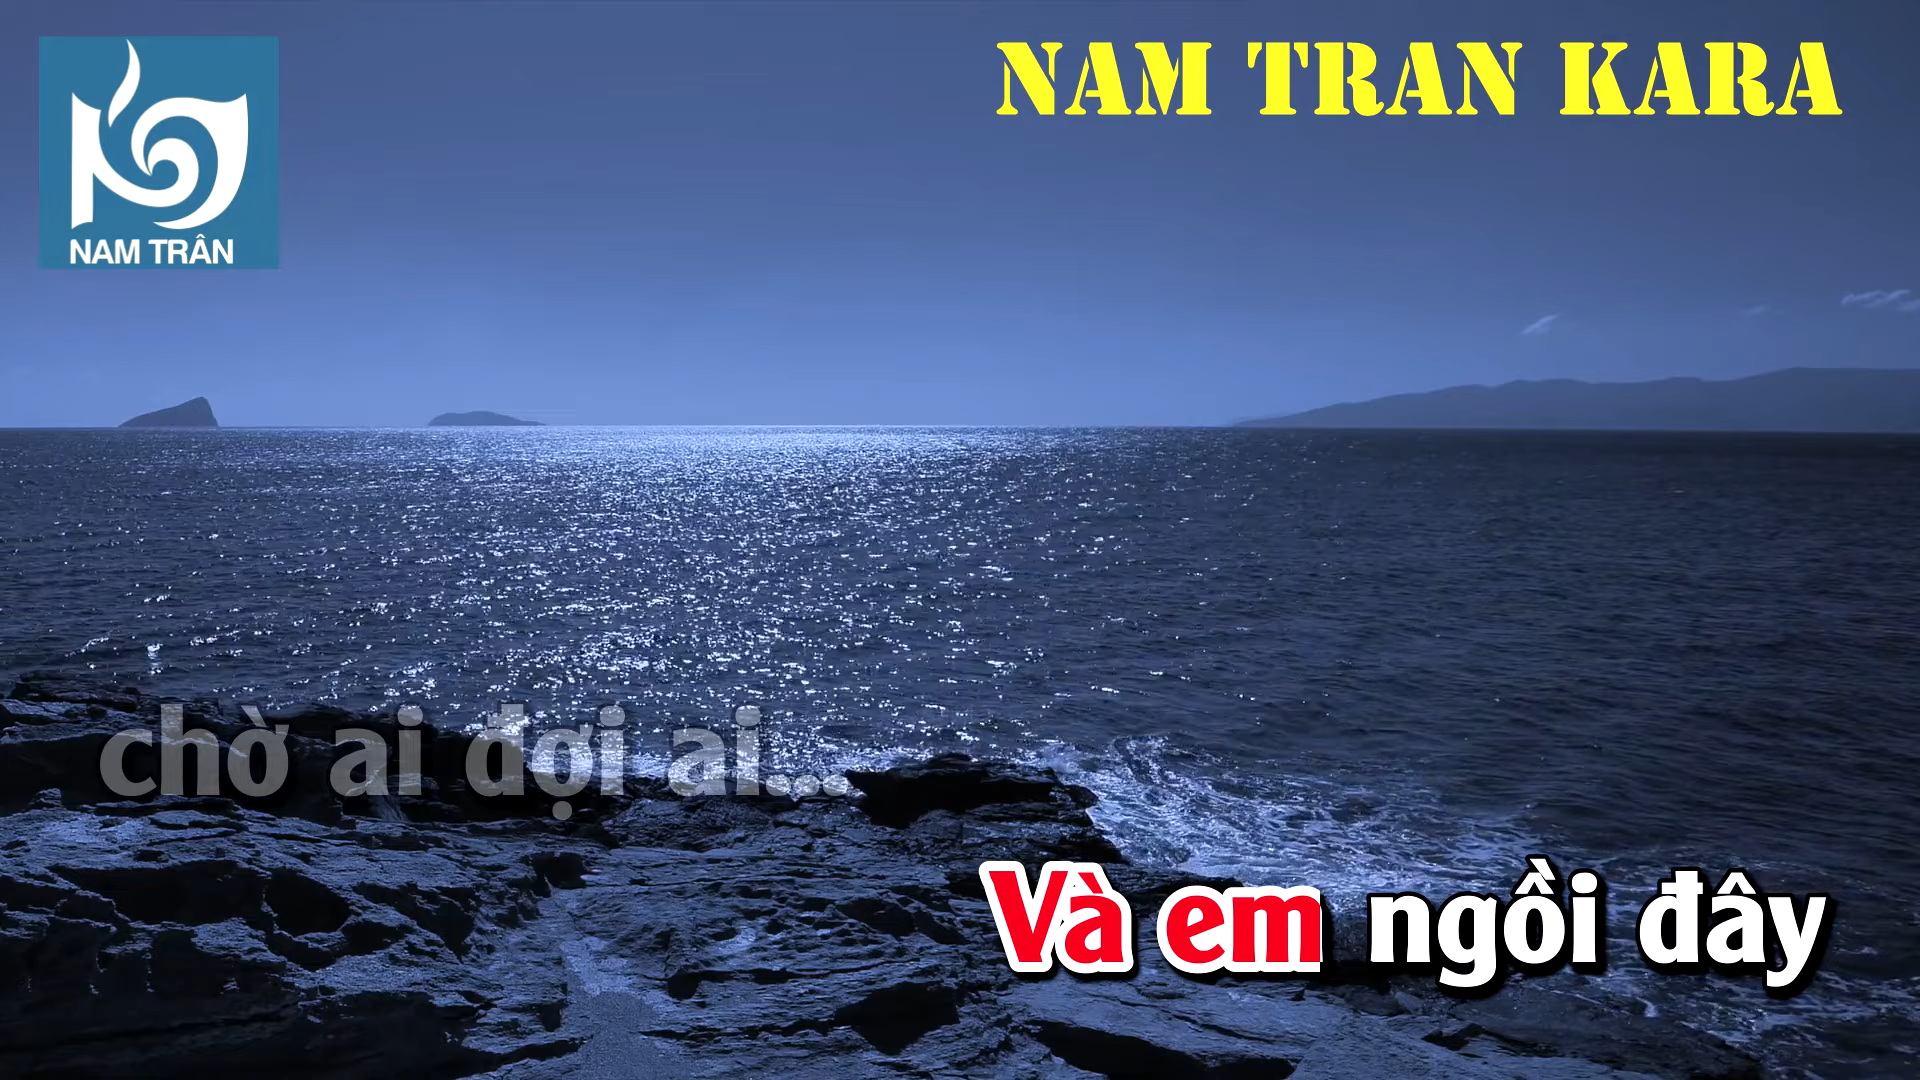 NAM TRAN KARA
NAM TRÂN
chờ ai đợi ai...
Và em ngồi đây